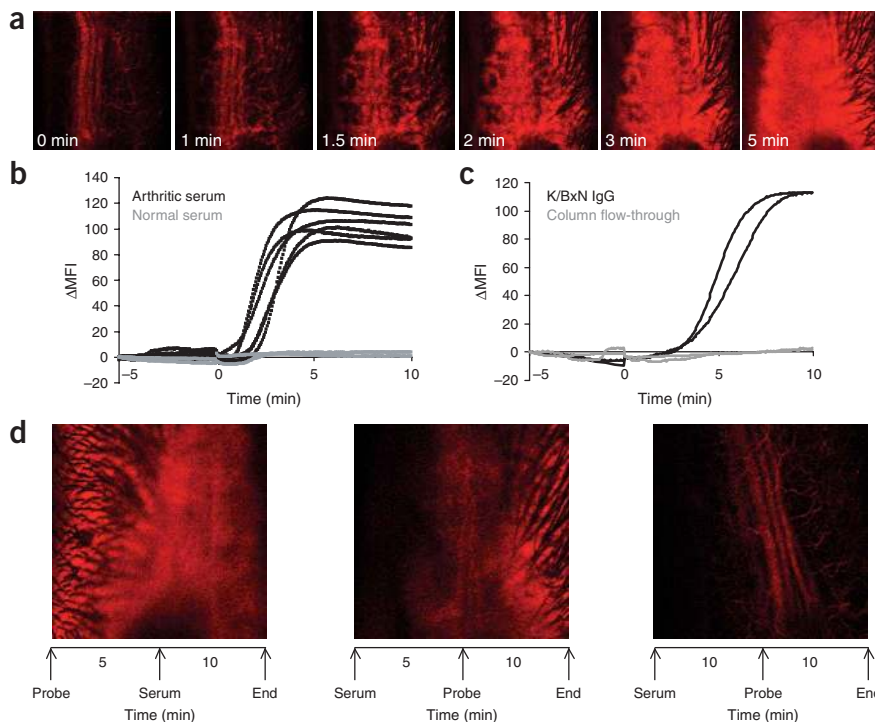 a
0 min
1 min
1.5 min
2 min
3 min
5 min
b
140
120
100
80
60
40
20
0
–20
ΔMFI
Arthritic serum
Normal serum
–5
0
5
10
Time (min)
c
120
100
80
60
40
20
0
–20
ΔMFI
K/BxN IgG
Column flow-through
–5
0
5
10
Time (min)
d
5
10
Probe
Serum
End
Time (min)
5
10
Serum
Probe
End
Time (min)
10
10
Serum
Probe
End
Time (min)